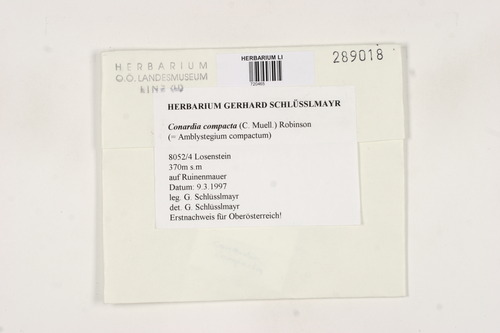 HERBARIUM
O.Ö. LANDESMUSEUM
LINZ
HERBARIUM LI
720465
289018
HERBARIUM GERHARD SCHLÜSSLMAYR
Conardia compacta (C. Muell.) Robinson
(= Amblystegium compactum)
8052/4 Losenstein
370m s.m
auf Ruinenmauer
Datum: 9.3.1997
leg. G. Schlüsslmayr
det. G. Schlüsslmayr
Erstnachweis für Oberösterreich!